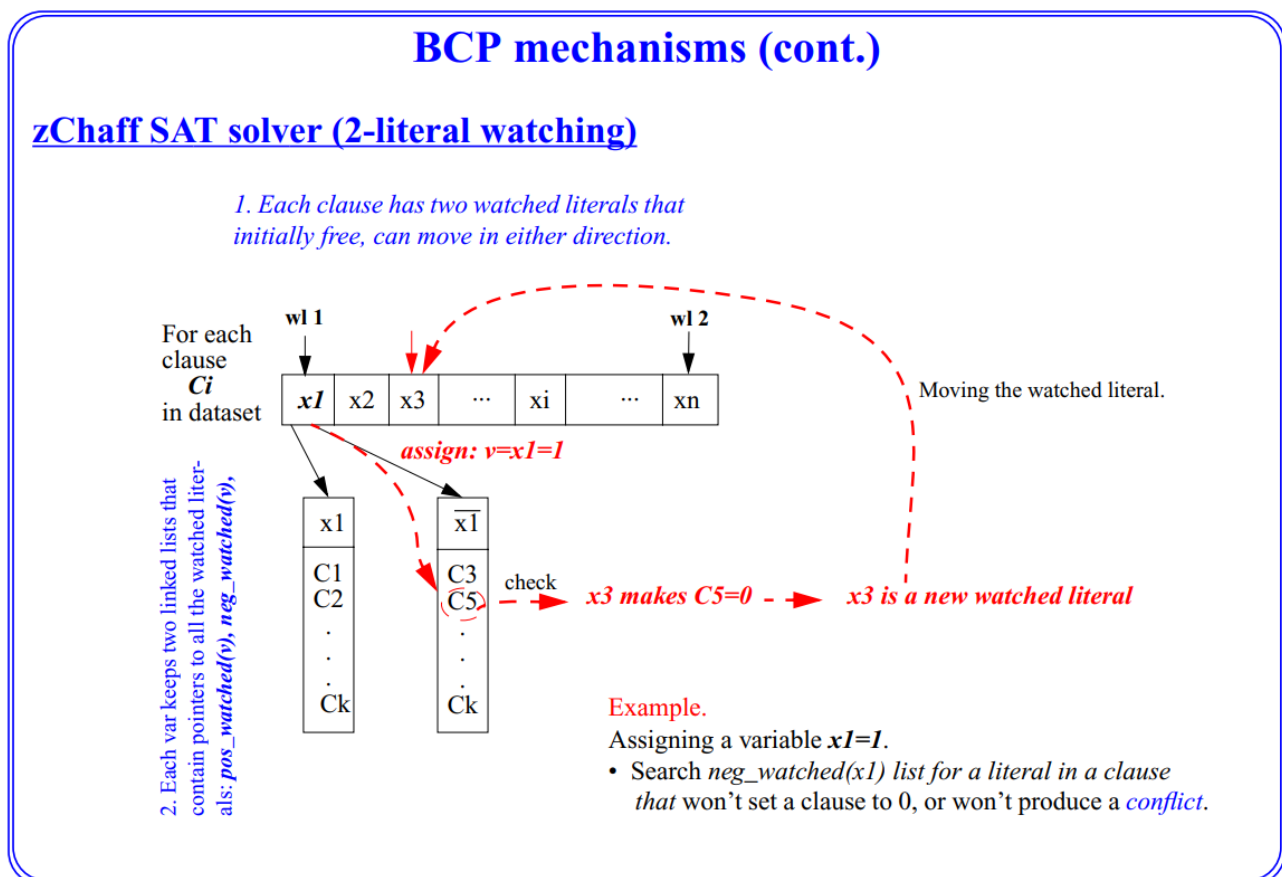 BCP mechanisms (cont.)
zChaff SAT solver (2-literal watching)
1. Each clause has two watched literals that
initially free, can move in either direction.
For each
clause
Ci
in dataset
wl 1
wl 2
x1 x2 x3 ... xi ... xn
Moving the watched literal.
assign: v=x1=1
2. Each var keeps two linked lists that
contain pointers to all the watched liter-
als: pos_watched(v), neg_watched(v),
x1
C1
C2
.
.
.
Ck
x̅1̅
C3
C5
.
.
.
Ck
check
x3 makes C5=0
x3 is a new watched literal
Example.
Assigning a variable x1=1.
• Search neg_watched(x1) list for a literal in a clause
that won't set a clause to 0, or won't produce a conflict.